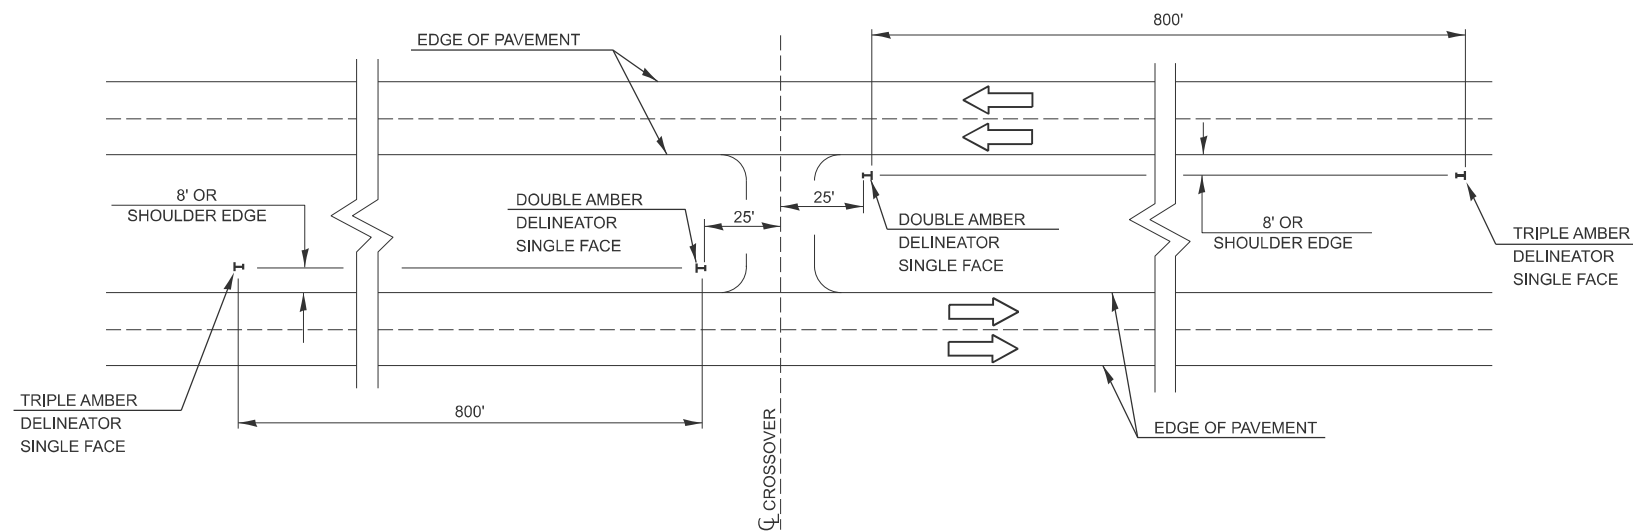 800'
EDGE OF PAVEMENT
8' OR
SHOULDER EDGE
DOUBLE AMBER
DELINEATOR
SINGLE FACE
25'
25'
DOUBLE AMBER
DELINEATOR
SINGLE FACE
8' OR
SHOULDER EDGE
TRIPLE AMBER
DELINEATOR
SINGLE FACE
TRIPLE AMBER
DELINEATOR
SINGLE FACE
800'
EDGE OF PAVEMENT
CL CROSSOVER